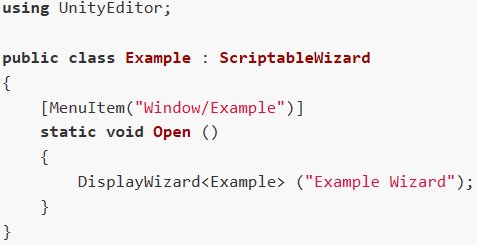 using UnityEditor;

public class Example : ScriptableWizard
{
    [MenuItem("Window/Example")]
    static void Open ()
    {
        DisplayWizard<Example> ("Example Wizard");
    }
}